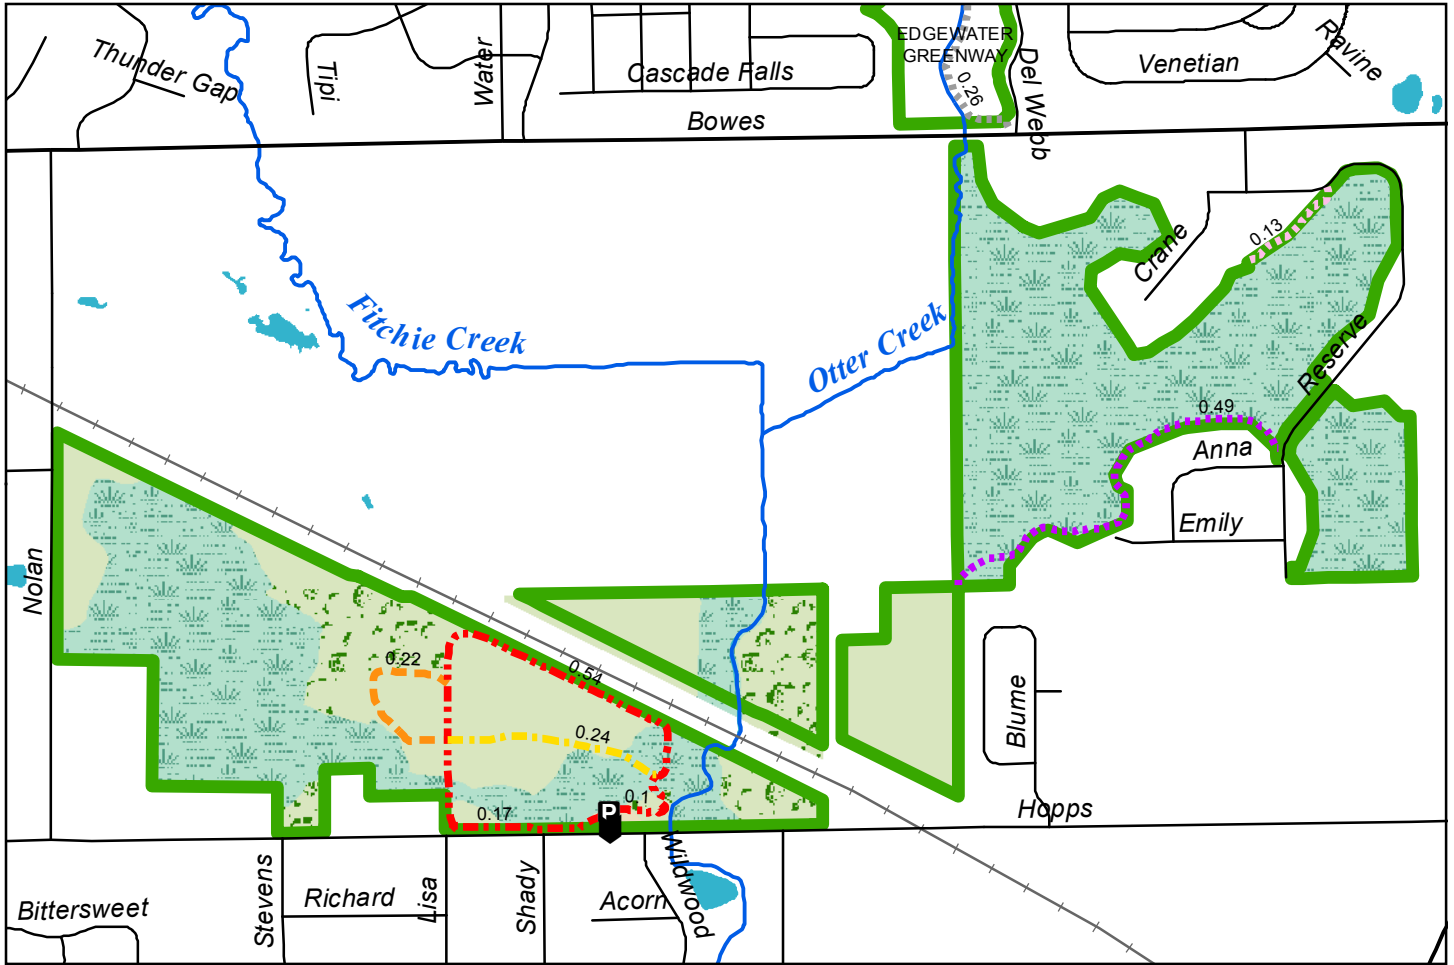 EDGEWATER
GREENWAY
Thunder Gap
Tipi
Water
Cascade Falls
Bowes
0.26
Del Webb
Venetian
Ravine
Crane
0.13
Fitchie Creek
Otter Creek
Reserve
0.49
Anna
Emily
Nolan
0.22
0.54
0.24
0.1
0.17
P
Blume
Hopps
Wildwood
Bittersweet
Stevens
Richard
Lisa
Shady
Acorn